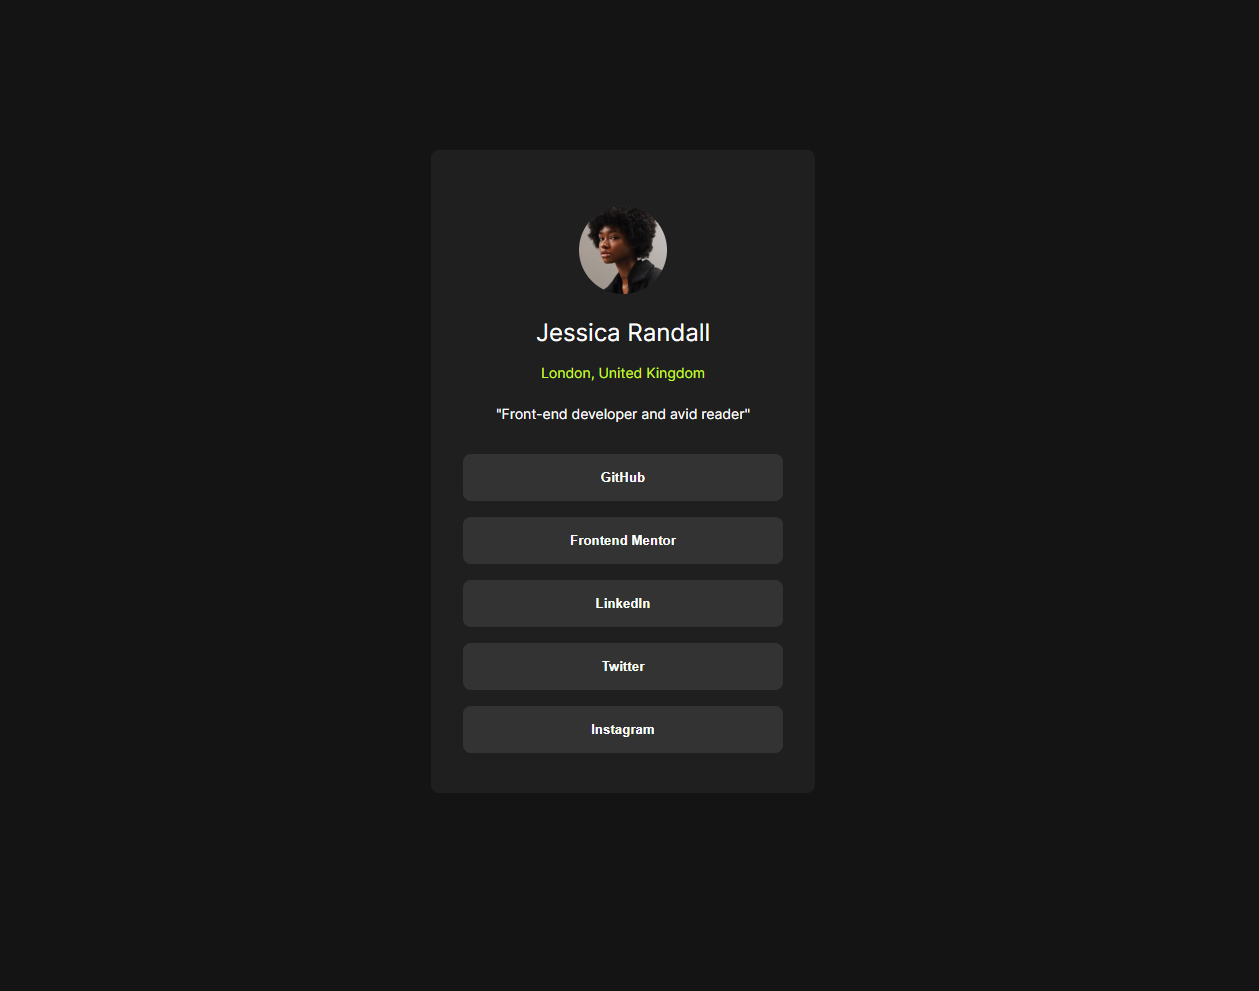 Jessica Randall
London, United Kingdom
"Front-end developer and avid reader"
GitHub
Frontend Mentor
LinkedIn
Twitter
Instagram